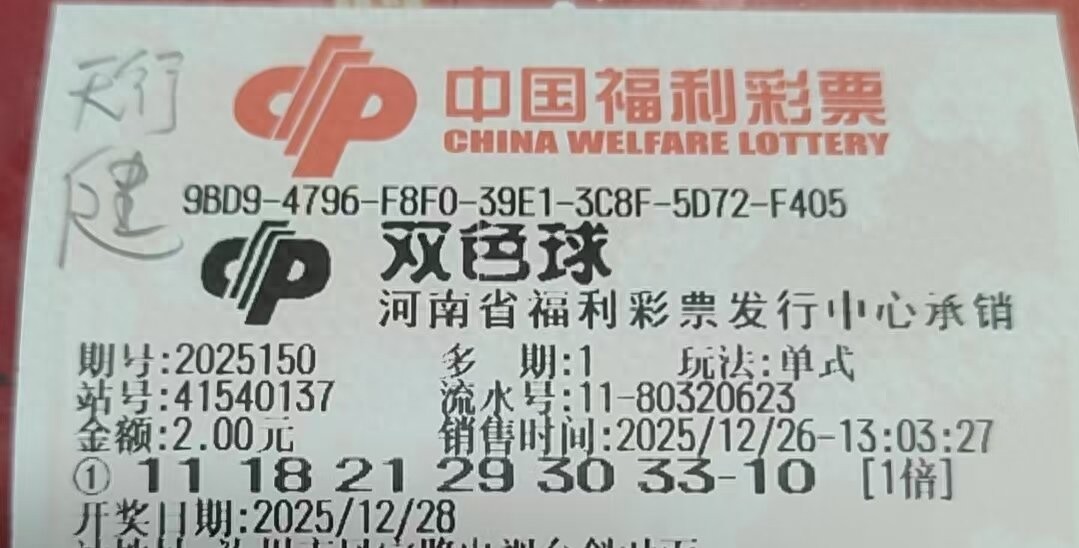 天行
健
中国福利彩票
CHINA WELFARE LOTTERY
9BD9-4796-F8F0-39E1-3C8F-5D72-F405
双色球
河南省福利彩票发行中心承销
期号:2025150 多 期:1 玩法:单式
站号:41540137 流水号:11-80320623
金额:2.00元 销售时间:2025/12/26-13:03:27
① 11 18 21 29 30 33-10 [1倍]
开奖日期:2025/12/28